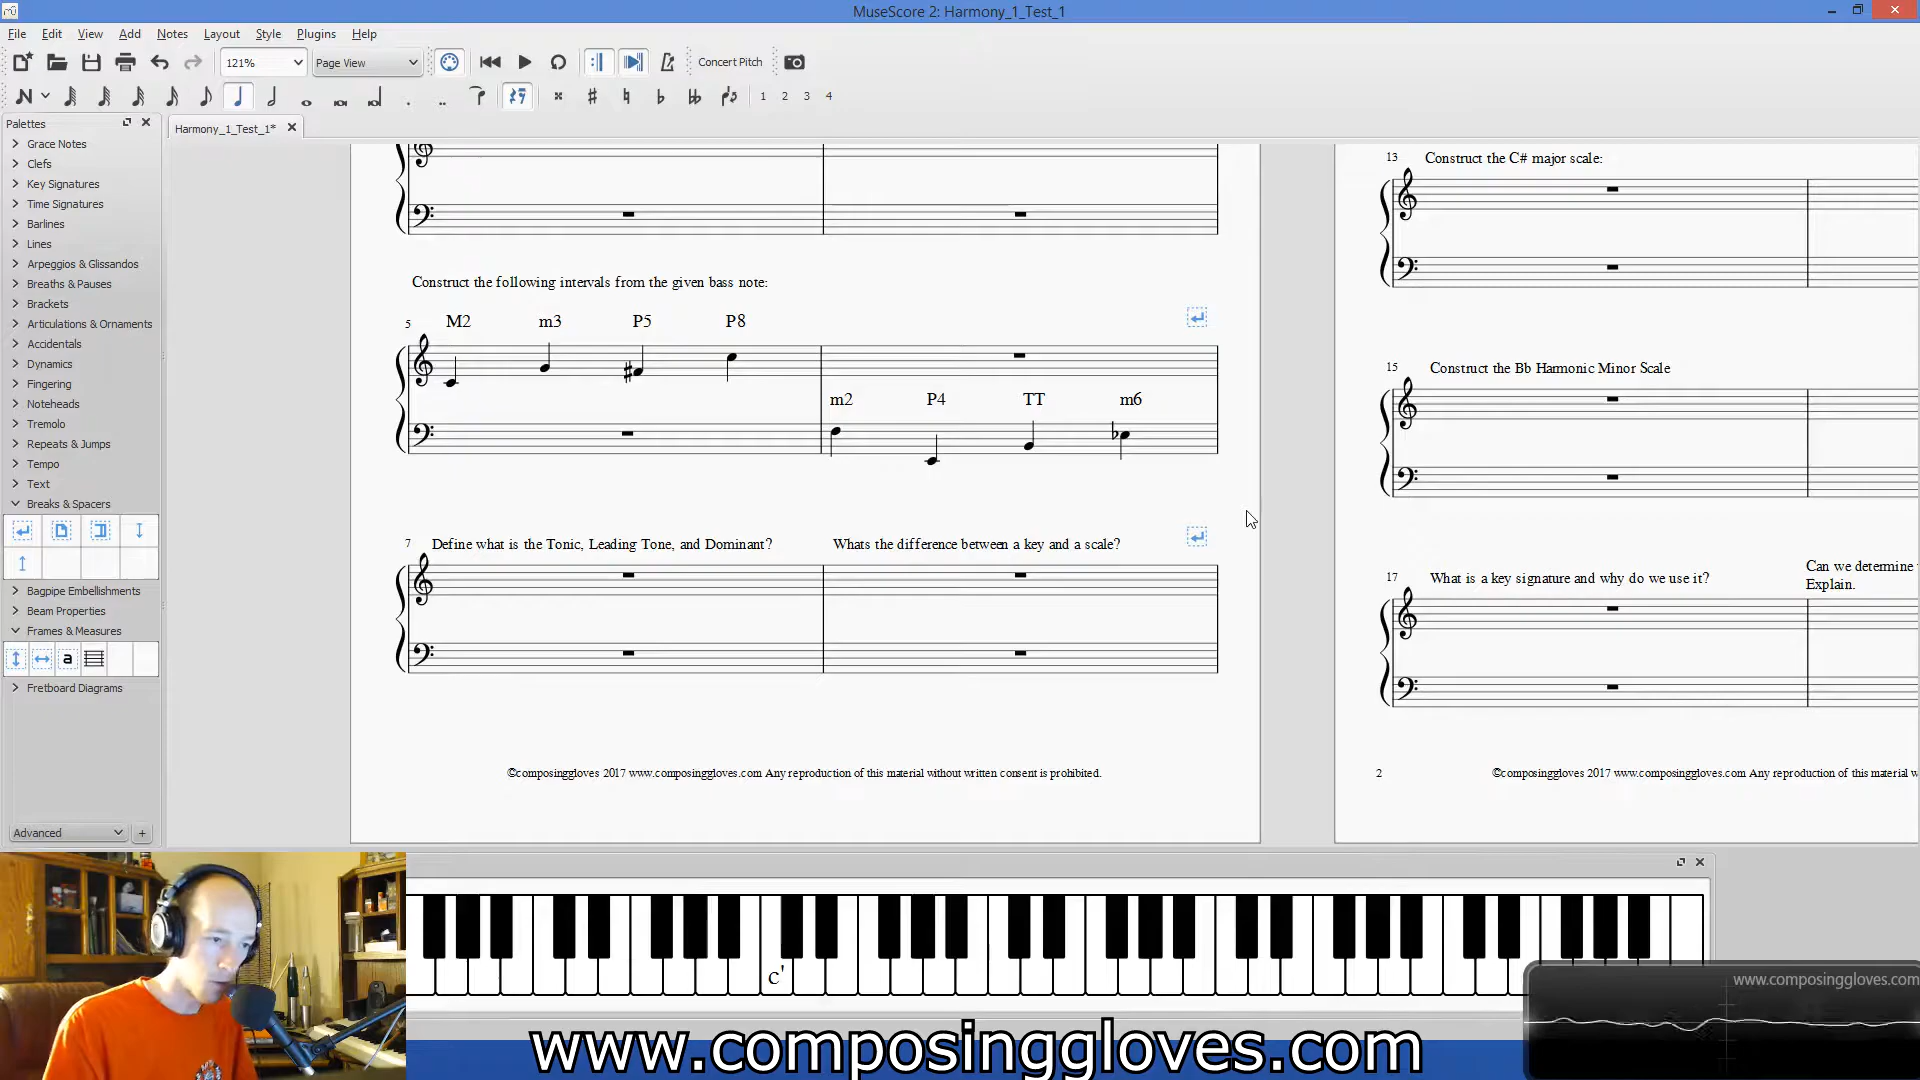 MuseScore 2: Harmony_1_Test_1
File Edit View Add Notes Layout Style Plugins Help
121% Page View Concert Pitch
1 2 3 4
Palettes
Harmony_1_Test_1*
Grace Notes
Clefs
Key Signatures
Time Signatures
Barlines
Lines
Arpeggios & Glissandos
Breaths & Pauses
Brackets
Articulations & Ornaments
Accidentals
Dynamics
Fingering
Noteheads
Tremolo
Repeats & Jumps
Tempo
Text
Breaks & Spacers
Bagpipe Embellishments
Beam Properties
Frames & Measures
a
Fretboard Diagrams
Advanced
Construct the following intervals from the given bass note:
5 M2 m3 P5 P8
m2 P4 TT m6
7 Define what is the Tonic, Leading Tone, and Dominant? Whats the difference between a key and a scale?
©composinggloves 2017 www.composinggloves.com Any reproduction of this material without written consent is prohibited.
13 Construct the C# major scale:
15 Construct the Bb Harmonic Minor Scale
17 What is a key signature and why do we use it?
Can we determine
Explain.
2 ©composinggloves 2017 www.composinggloves.com Any reproduction of this material w
c'
www.composinggloves.com
www.composinggloves.com